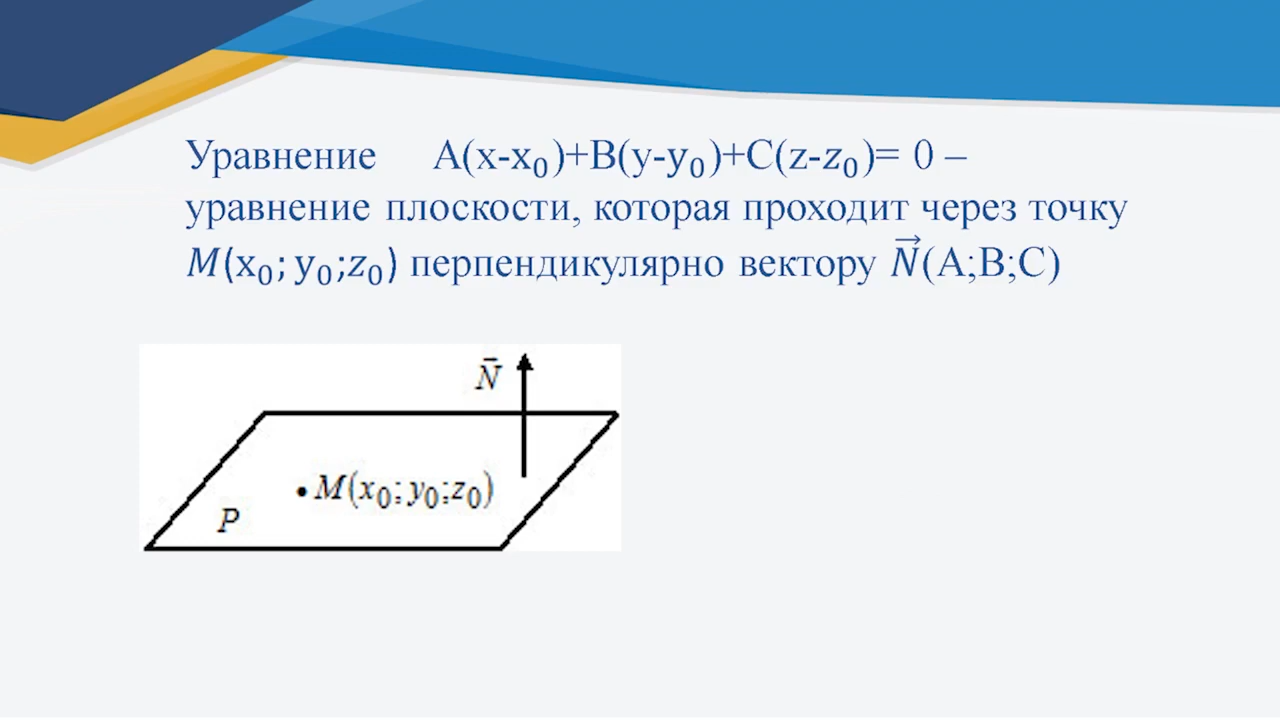 Уравнение A(x-x₀)+B(y-y₀)+C(z-z₀)= 0 –
уравнение плоскости, которая проходит через точку
M(x₀; y₀;z₀) перпендикулярно вектору N⃗(A;B;C)
N⃗
M(x₀; y₀;z₀)
P